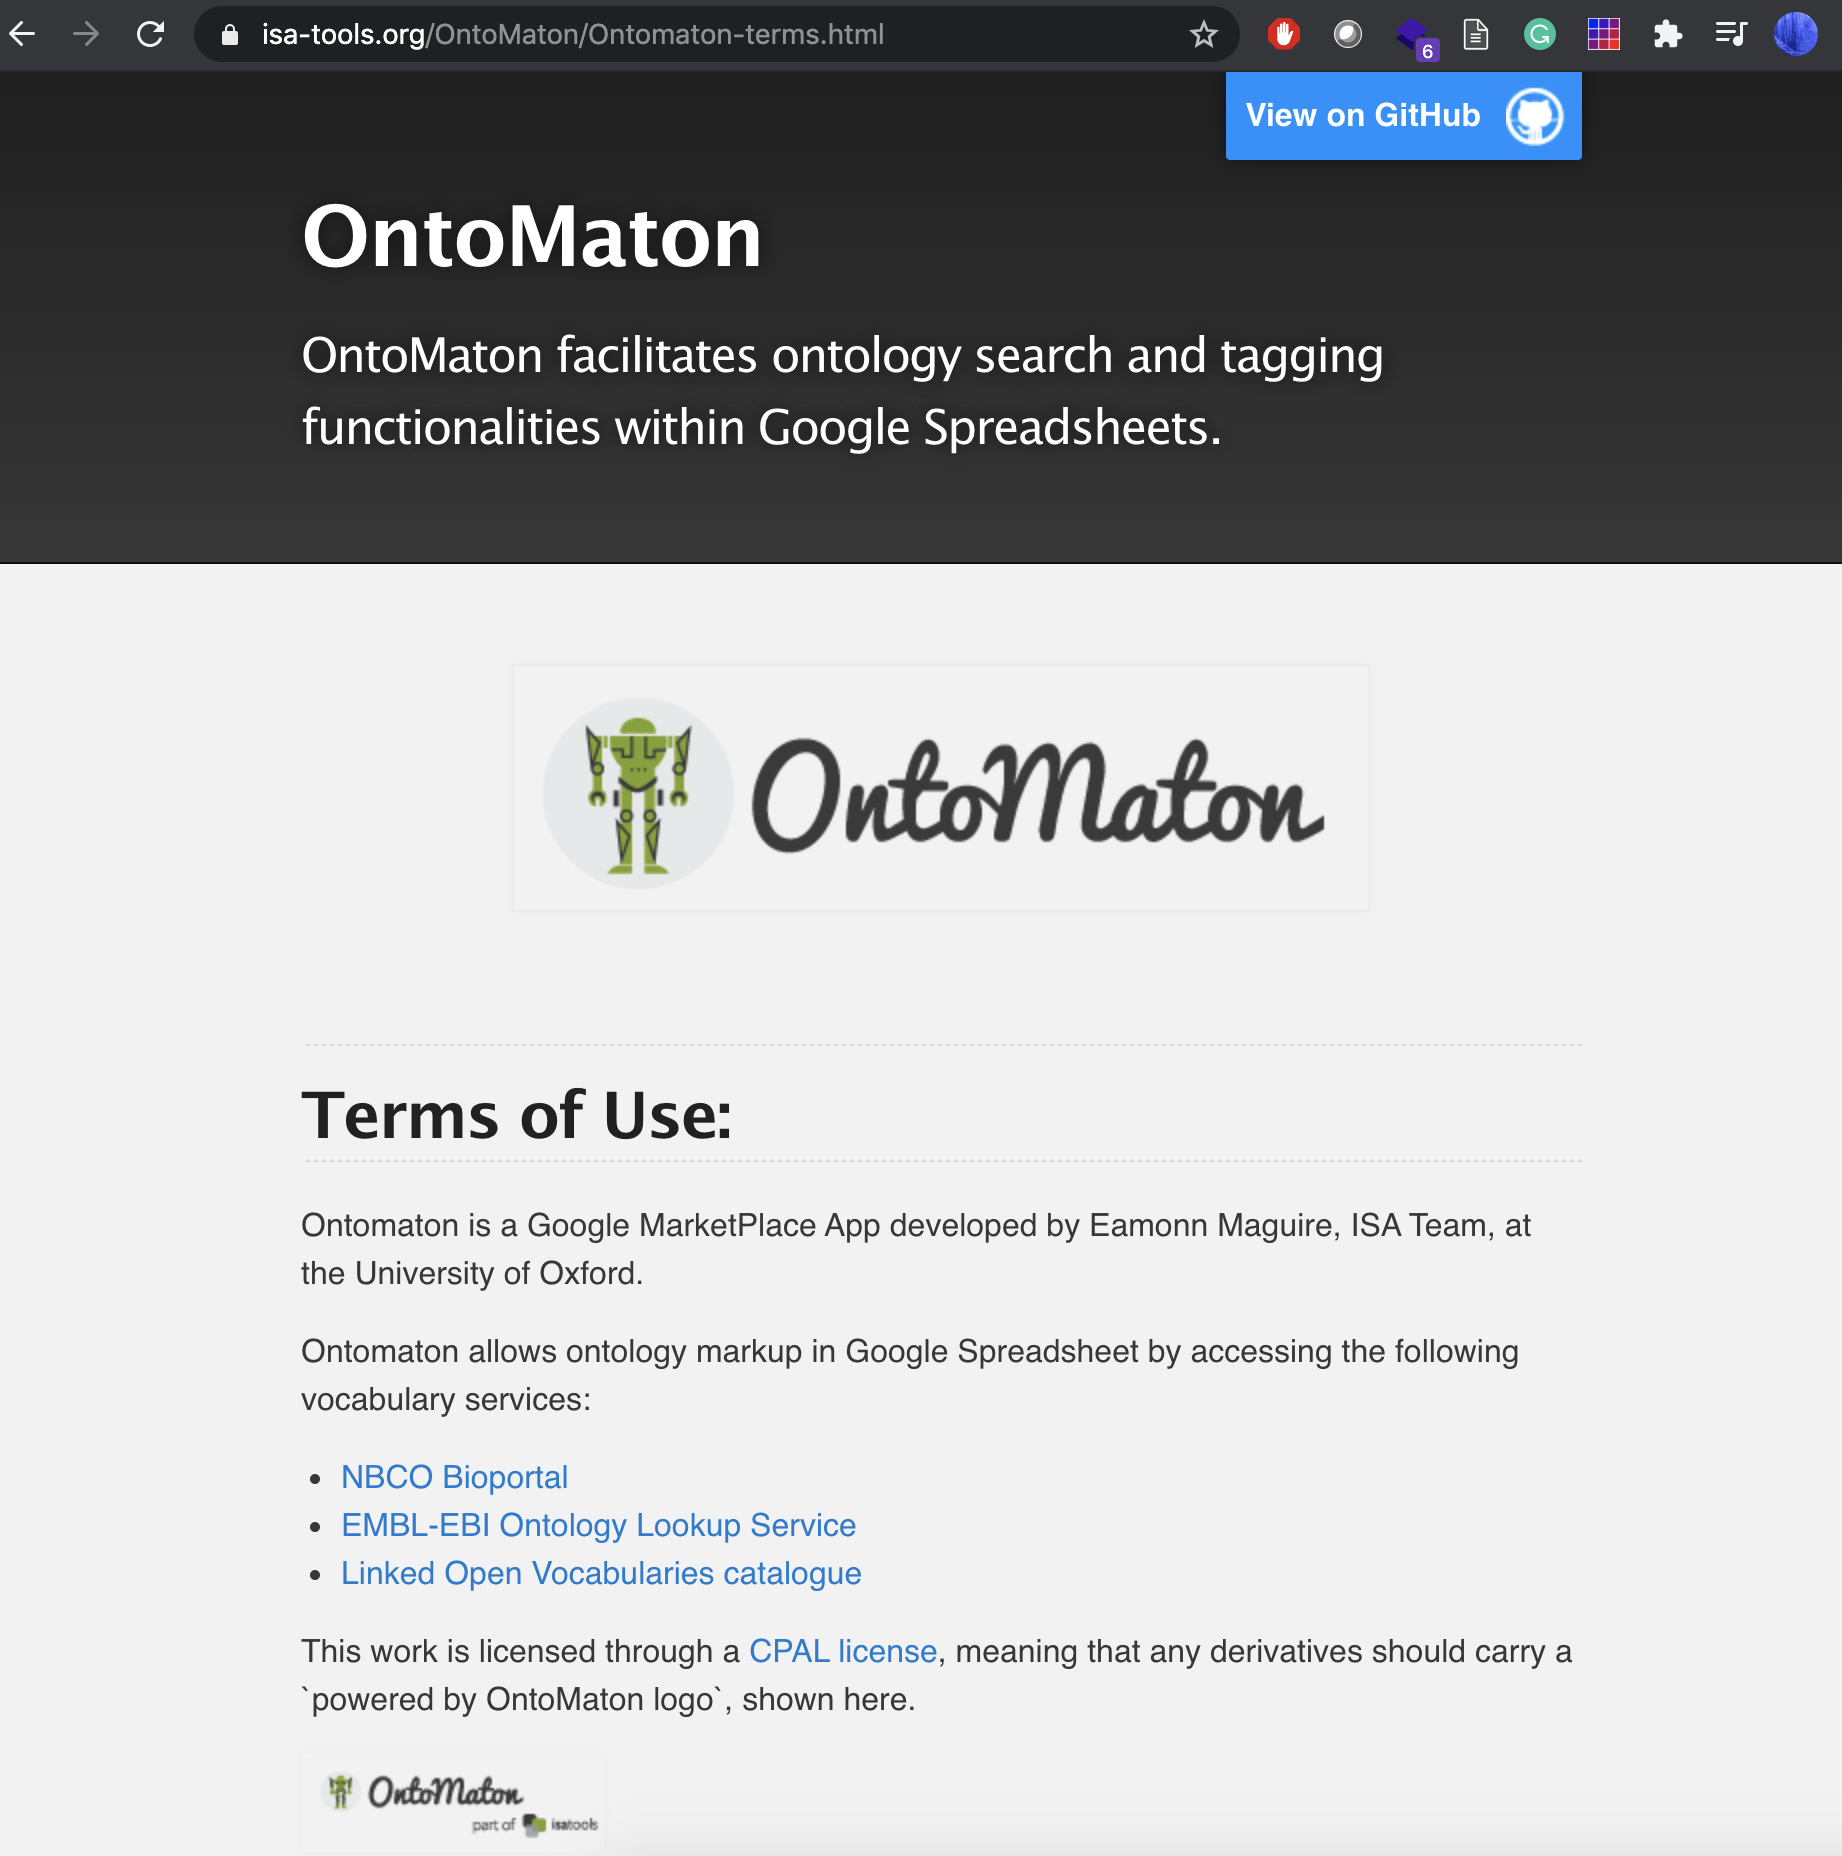 isa-tools.org/OntoMaton/Ontomaton-terms.html
6
View on GitHub
OntoMaton
OntoMaton facilitates ontology search and tagging
functionalities within Google Spreadsheets.
OntoMaton
Terms of Use:
Ontomaton is a Google MarketPlace App developed by Eamonn Maguire, ISA Team, at
the University of Oxford.
Ontomaton allows ontology markup in Google Spreadsheet by accessing the following
vocabulary services:
• NBCO Bioportal
• EMBL-EBI Ontology Lookup Service
• Linked Open Vocabularies catalogue
This work is licensed through a CPAL license, meaning that any derivatives should carry a
`powered by OntoMaton logo`, shown here.
OntoMaton
part of isatools